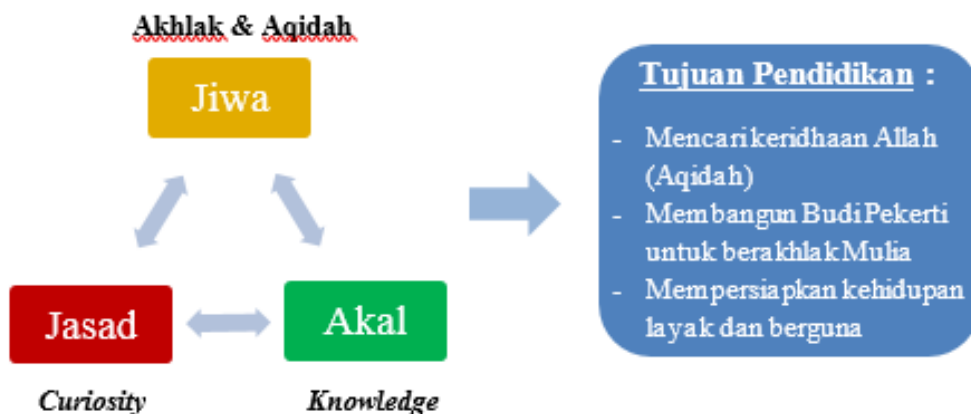 Akhlak & Aqidah
Jiwa
Jasad
Akal
Curiosity
Knowledge
Tujuan Pendidikan :
- Mencari keridhaan Allah
(Aqidah)
- Membangun Budi Pekerti
untuk berakhlak Mulia
- Mempersiapkan kehidupan
layak dan berguna